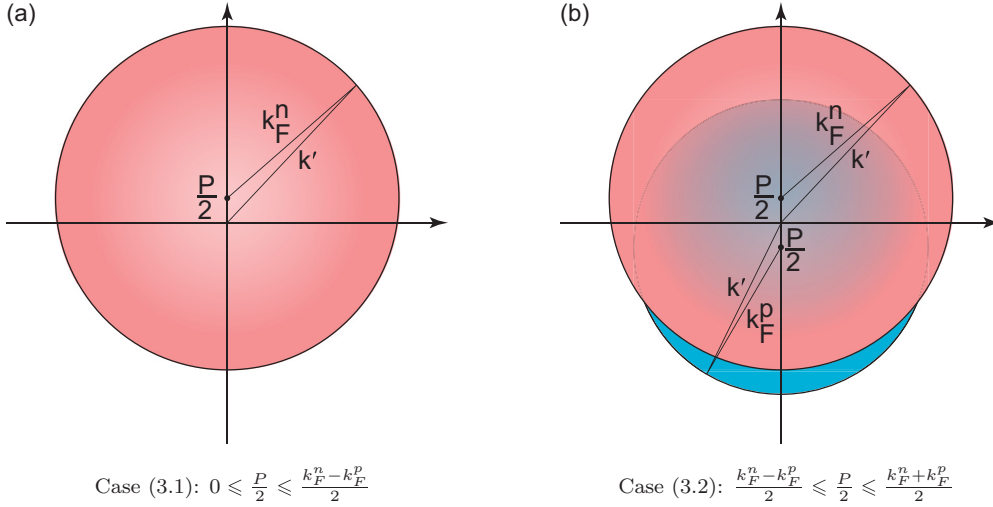 (a)
k_F^n
k′
P/2
Case (3.1): 0 ⩽ P/2 ⩽ (k_F^n − k_F^p)/2
(b)
k_F^n
k′
P/2
P/2
k′
k_F^p
Case (3.2): (k_F^n − k_F^p)/2 ⩽ P/2 ⩽ (k_F^n + k_F^p)/2